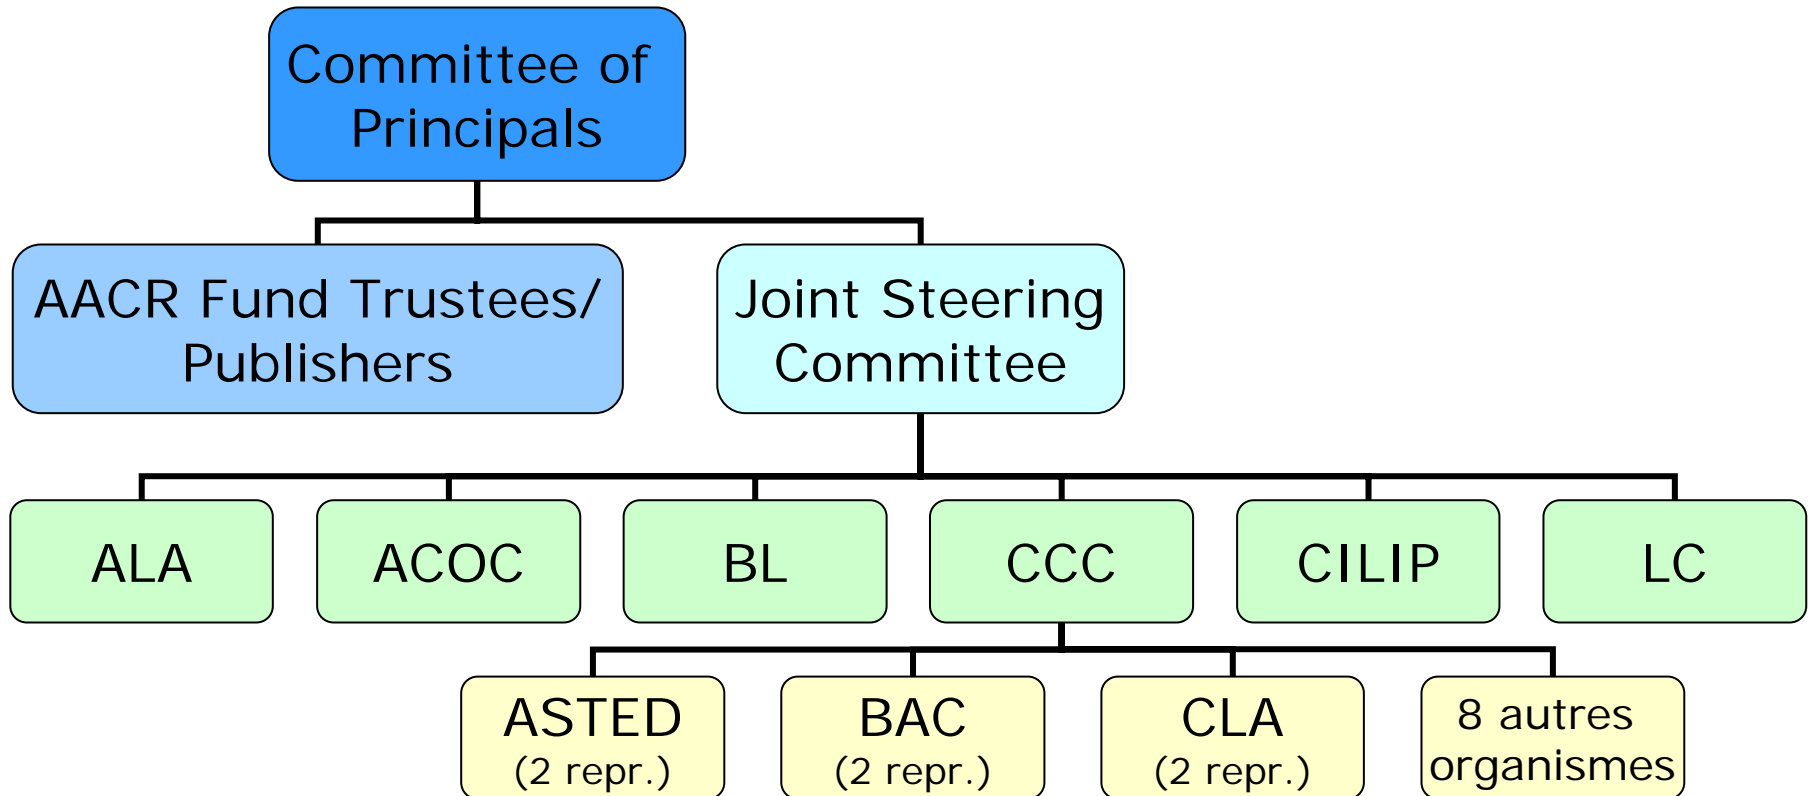 Committee of
Principals
AACR Fund Trustees/
Publishers
Joint Steering
Committee
ALA
ACOC
BL
CCC
CILIP
LC
ASTED
(2 repr.)
BAC
(2 repr.)
CLA
(2 repr.)
8 autres
organismes